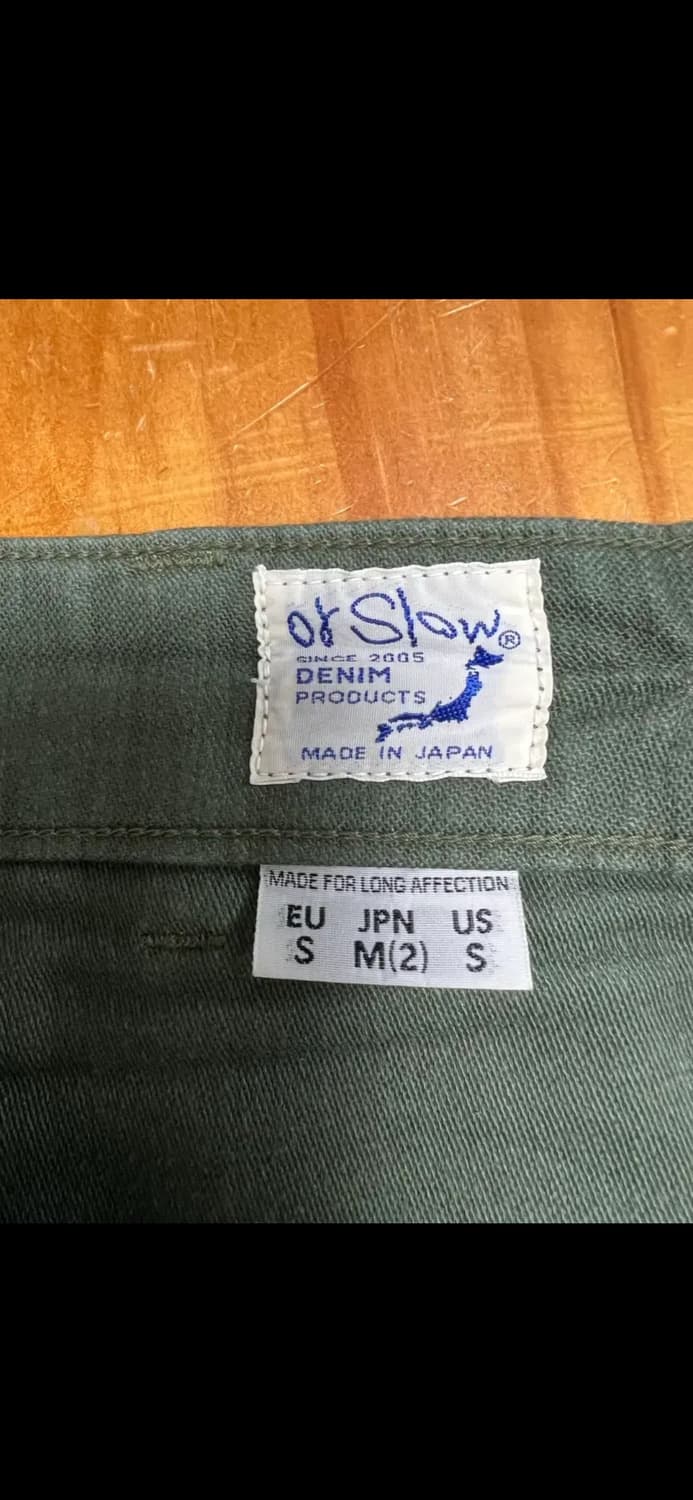 or Slow®
SINCE 2005
DENIM
PRODUCTS
MADE IN JAPAN
MADE FOR LONG AFFECTION
EU JPN US
S M(2) S